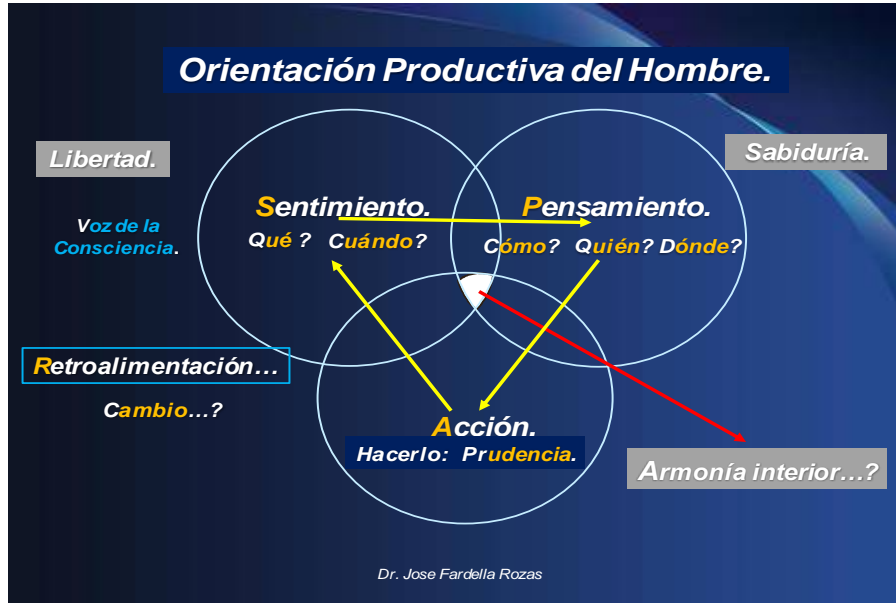 Orientación Productiva del Hombre.
Libertad.
Sabiduría.
Sentimiento.
Pensamiento.
Voz de la
Consciencia.
Qué ? Cuándo?
Cómo? Quién? Dónde?
Retroalimentación...
Cambio...?
Acción.
Hacerlo: Prudencia.
Armonía interior...?
Dr. Jose Fardella Rozas